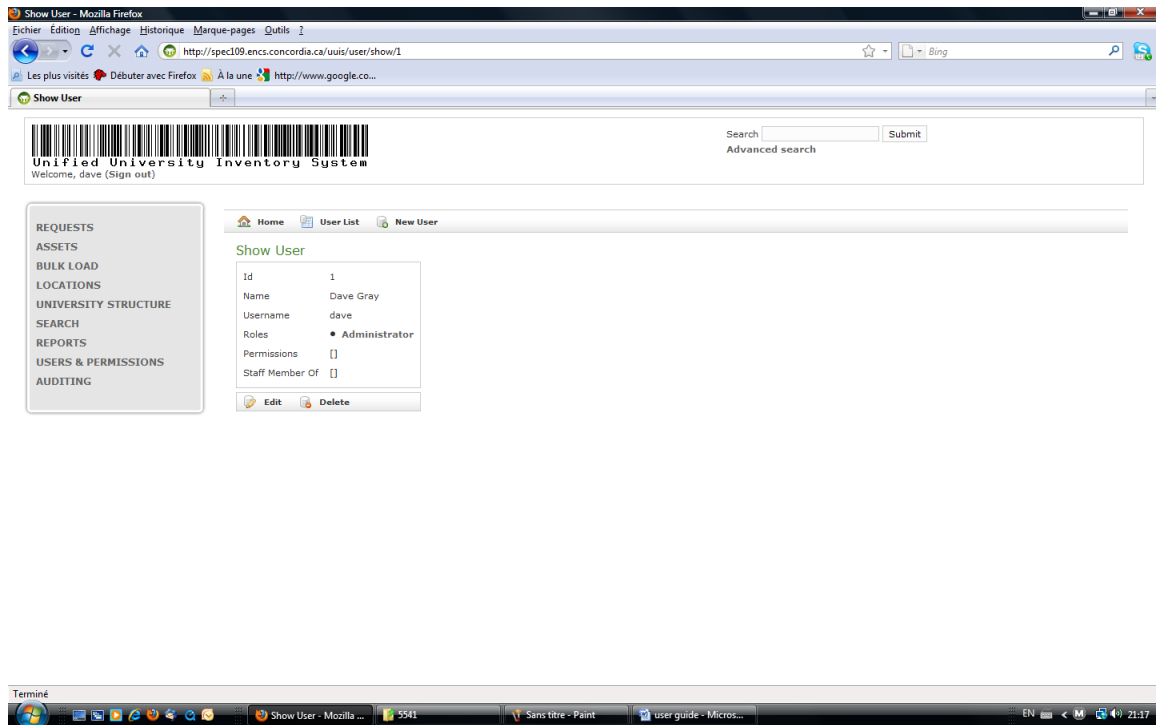 Show User - Mozilla Firefox
Fichier Édition Affichage Historique Marque-pages Outils ?
http://spec109.encs.concordia.ca/uuis/user/show/1
Bing
Les plus visités Débuter avec Firefox À la une http://www.google.co...
Show User
Unified University Inventory System
Welcome, dave (Sign out)
Search Submit
Advanced search
REQUESTS
ASSETS
BULK LOAD
LOCATIONS
UNIVERSITY STRUCTURE
SEARCH
REPORTS
USERS & PERMISSIONS
AUDITING
Home User List New User
Show User
Id 1
Name Dave Gray
Username dave
Roles • Administrator
Permissions []
Staff Member Of []
Edit Delete
Terminé
Show User - Mozilla ... 5541 Sans titre - Paint user guide - Micros... EN M 21:17